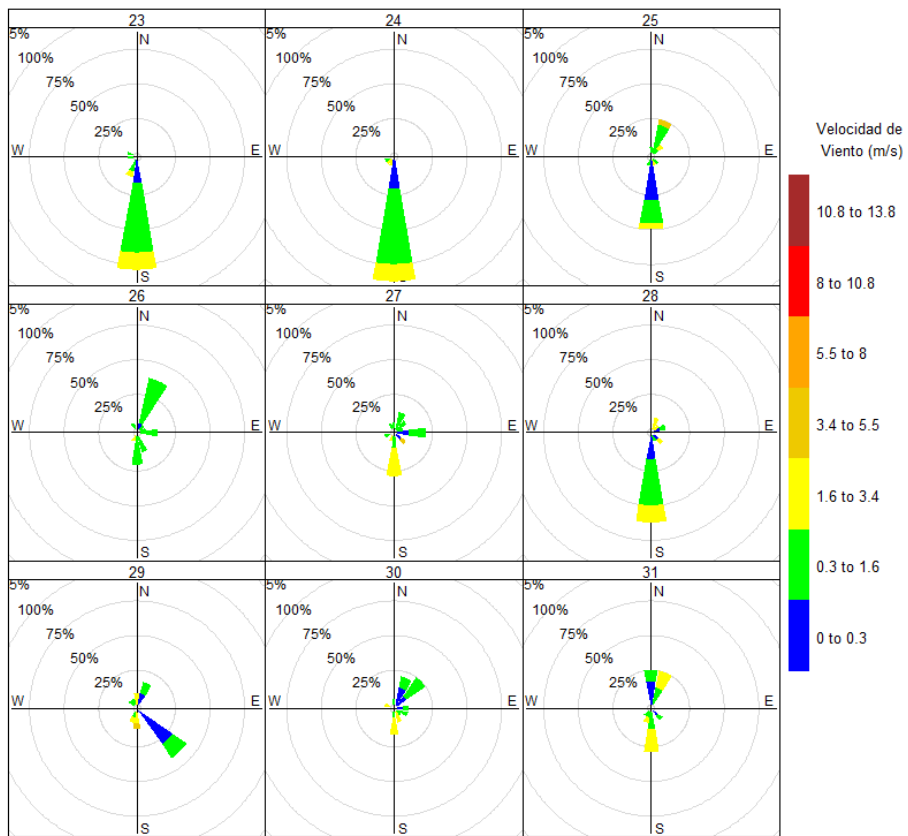 23
5%
N
100%
75%
50%
25%
W
E
S
24
5%
N
100%
75%
50%
25%
W
E
S
25
5%
N
100%
75%
50%
25%
W
E
S
26
5%
N
100%
75%
50%
25%
W
E
S
27
5%
N
100%
75%
50%
25%
W
E
S
28
5%
N
100%
75%
50%
25%
W
E
S
29
5%
N
100%
75%
50%
25%
W
E
S
30
5%
N
100%
75%
50%
25%
W
E
S
31
5%
N
100%
75%
50%
25%
W
E
S
Velocidad de
Viento (m/s)
10.8 to 13.8
8 to 10.8
5.5 to 8
3.4 to 5.5
1.6 to 3.4
0.3 to 1.6
0 to 0.3